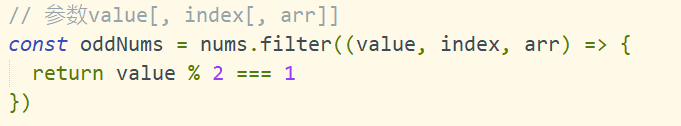 // 参数value[, index[, arr]]
const oddNums = nums.filter((value, index, arr) => {
  return value % 2 === 1
})